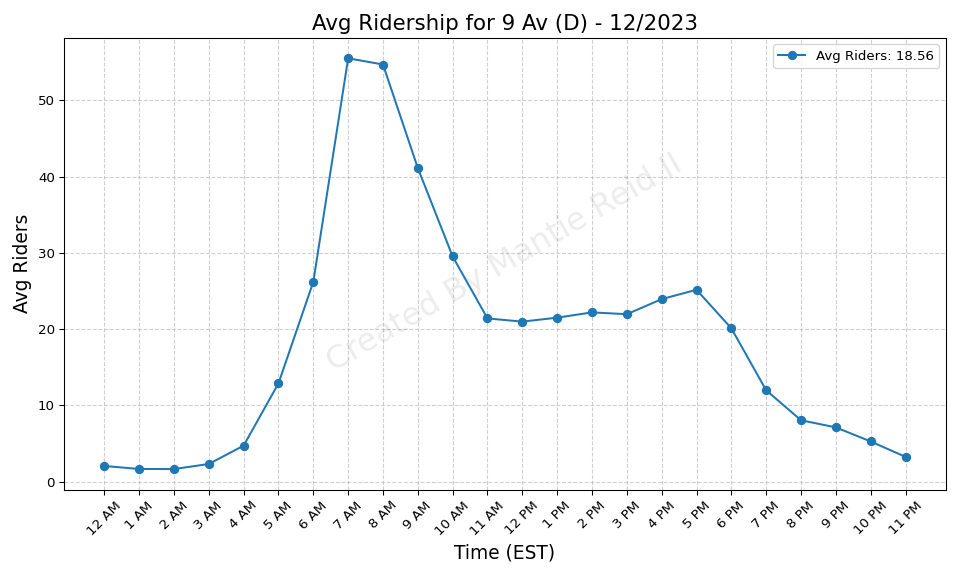 Avg Ridership for 9 Av (D) - 12/2023
Avg Riders: 18.56
Avg Riders
50
40
30
20
10
0
Created By Mantie Reid II
12 AM
1 AM
2 AM
3 AM
4 AM
5 AM
6 AM
7 AM
8 AM
9 AM
10 AM
11 AM
12 PM
1 PM
2 PM
3 PM
4 PM
5 PM
6 PM
7 PM
8 PM
9 PM
10 PM
11 PM
Time (EST)